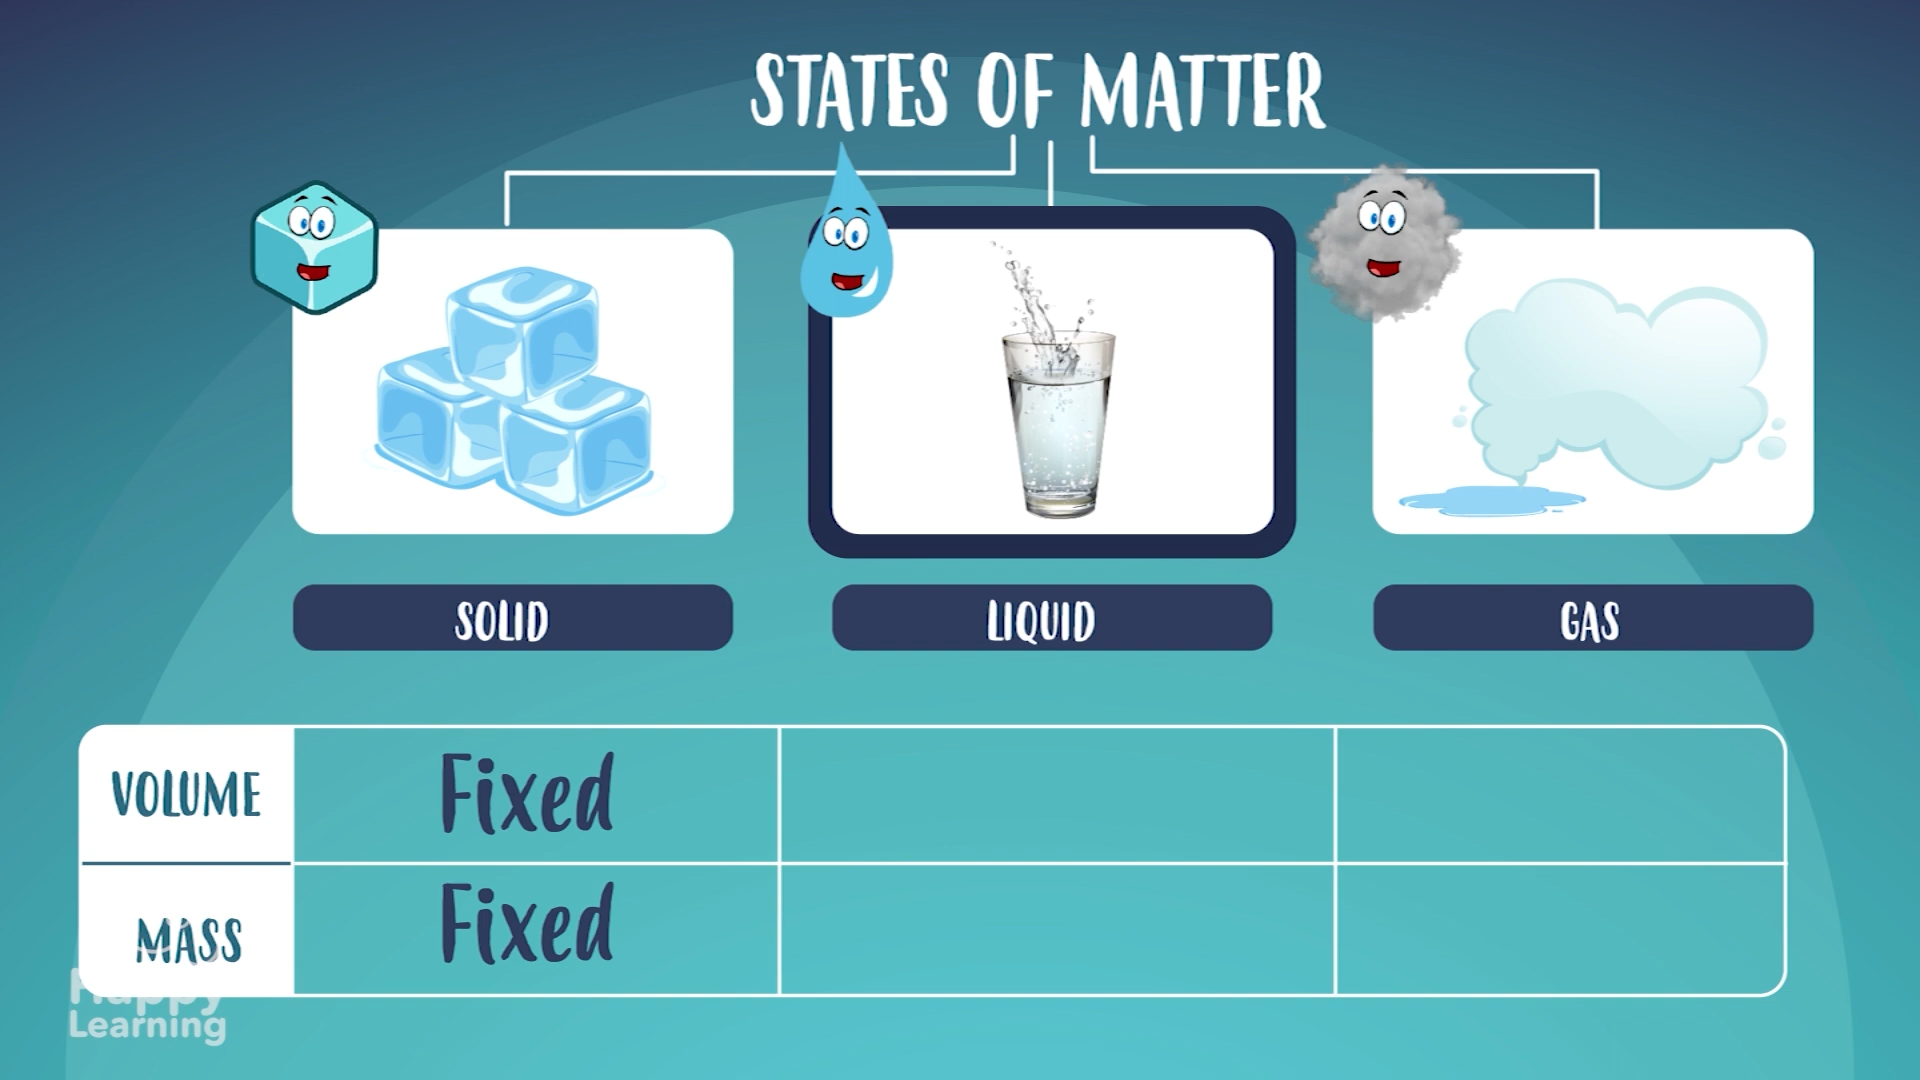 STATES OF MATTER
SOLID
LIQUID
GAS
VOLUME
Fixed
MASS
Fixed
Happy
Learning